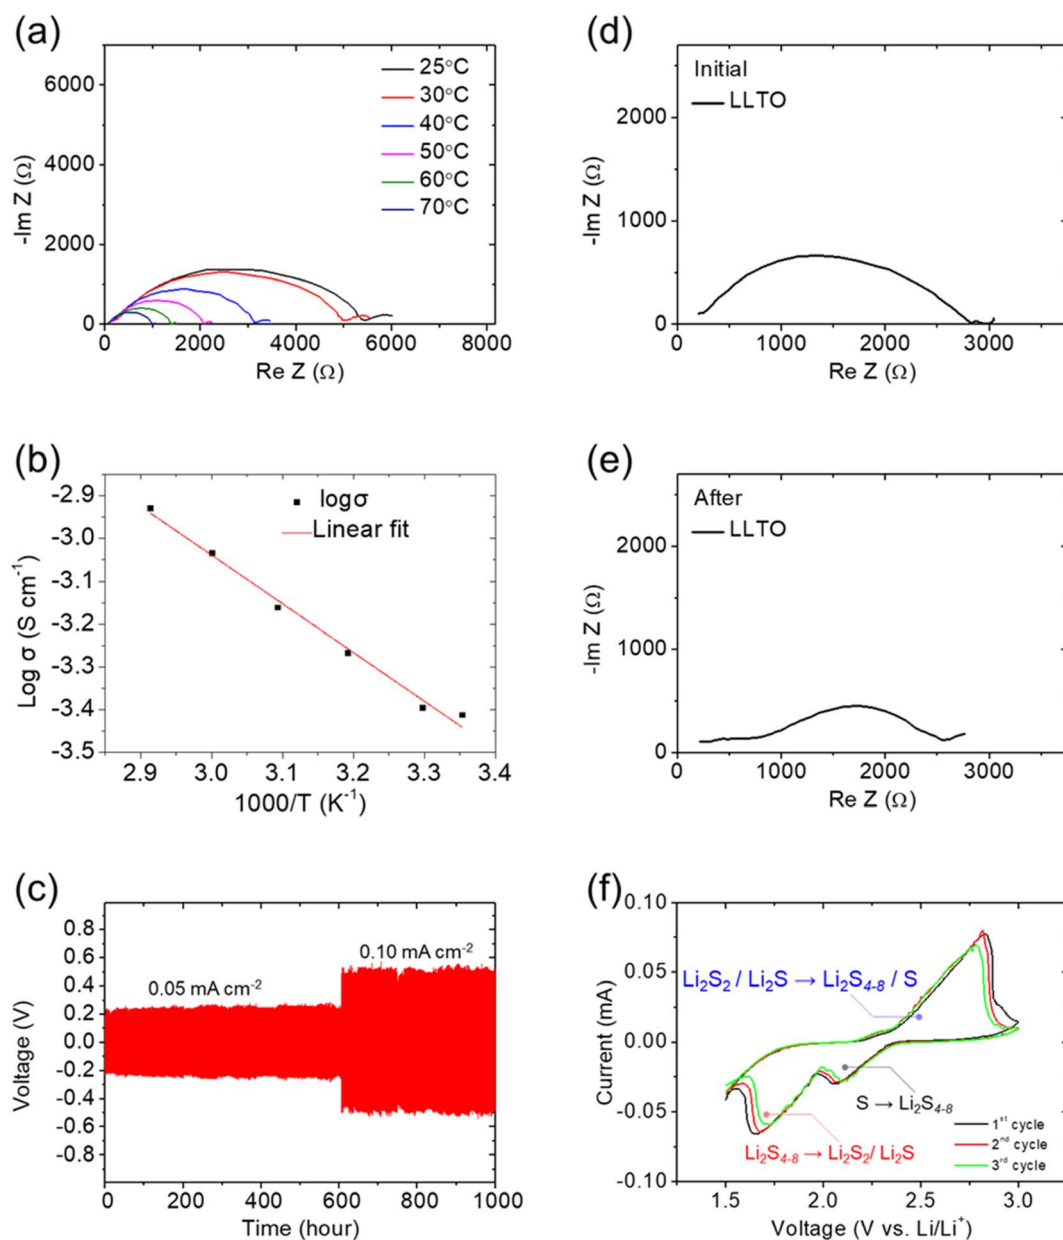 (a)
6000
4000
2000
0
-Im Z (Ω)
25°C
30°C
40°C
50°C
60°C
70°C
0 2000 4000 6000 8000
Re Z (Ω)
(d)
Initial
LLTO
2000
1000
0
-Im Z (Ω)
0 1000 2000 3000
Re Z (Ω)
(b)
-2.9
-3.0
-3.1
-3.2
-3.3
-3.4
-3.5
Log σ (S cm⁻¹)
logσ
Linear fit
2.9 3.0 3.1 3.2 3.3 3.4
1000/T (K⁻¹)
(e)
After
LLTO
2000
1000
0
-Im Z (Ω)
0 1000 2000 3000
Re Z (Ω)
(c)
0.8
0.6
0.4
0.2
0.0
-0.2
-0.4
-0.6
-0.8
Voltage (V)
0.05 mA cm⁻²
0.10 mA cm⁻²
0 200 400 600 800 1000
Time (hour)
(f)
0.10
0.05
0.00
-0.05
-0.10
Current (mA)
Li₂S₂ / Li₂S → Li₂S₄₋₈ / S
S → Li₂S₄₋₈
Li₂S₄₋₈ → Li₂S₂/ Li₂S
1ˢᵗ cycle
2ⁿᵈ cycle
3ʳᵈ cycle
1.5 2.0 2.5 3.0
Voltage (V vs. Li/Li⁺)